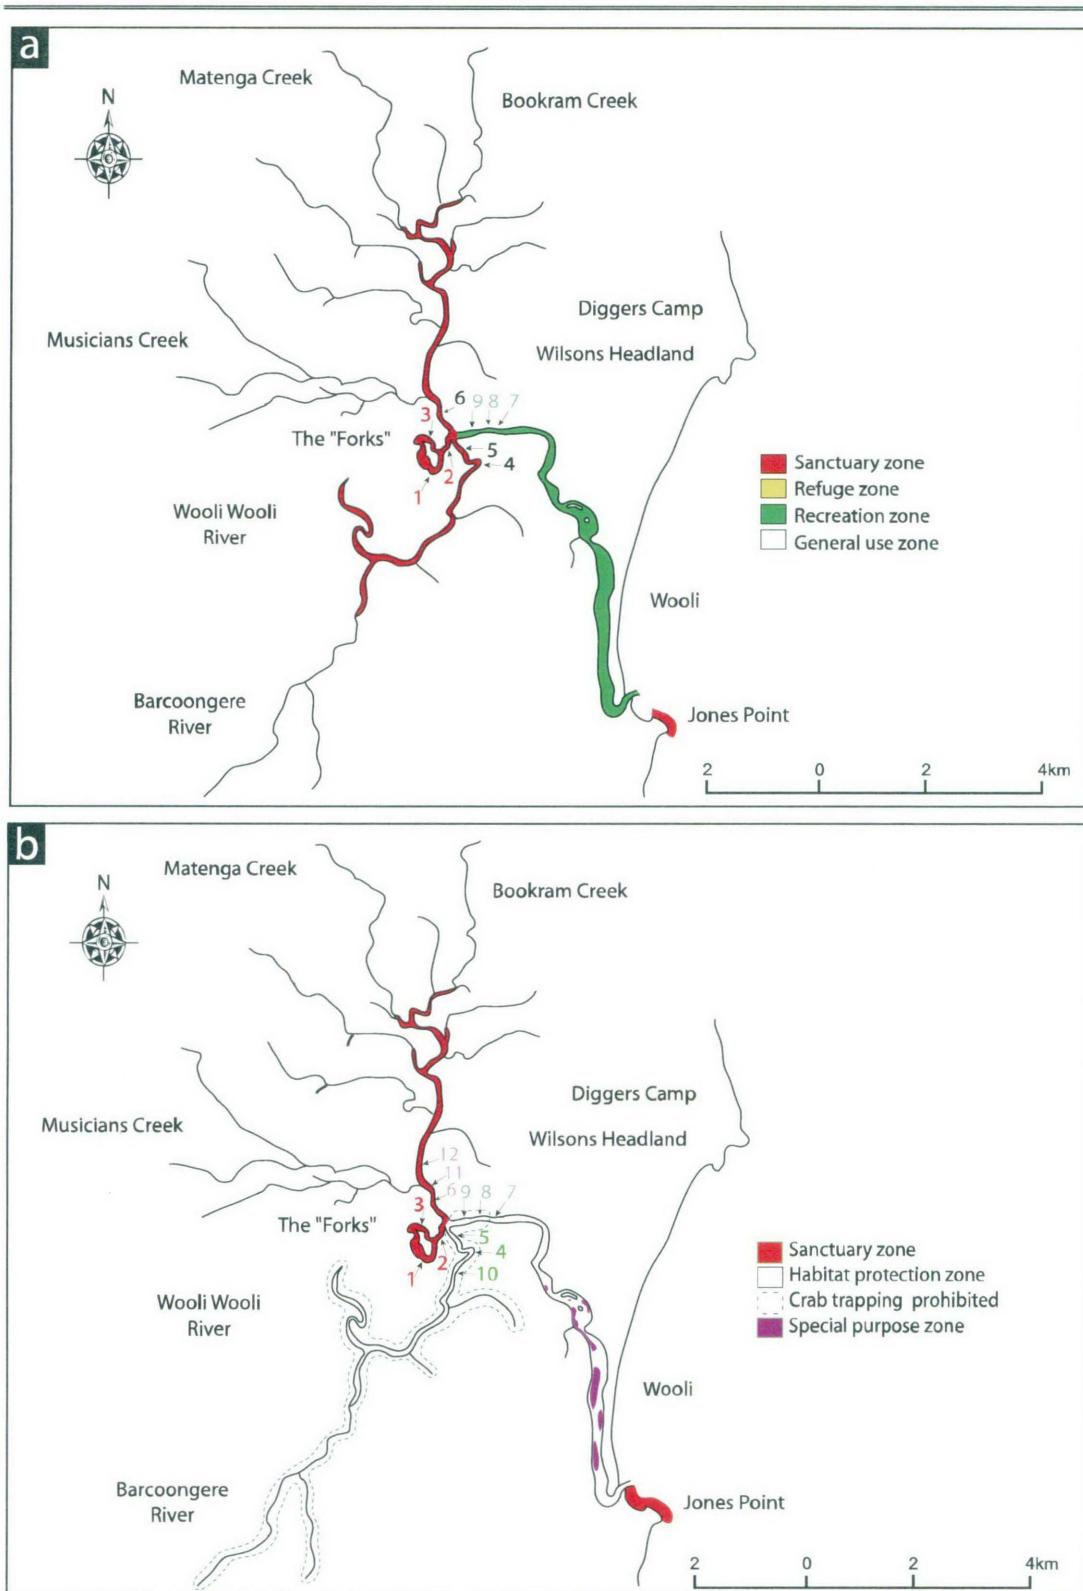 a
Matenga Creek
Bookram Creek
N
Diggers Camp
Musicians Creek
Wilsons Headland
6
9 8 7
3
The "Forks"
5
4
2
1
Sanctuary zone
Refuge zone
Recreation zone
General use zone
Wooli Wooli
River
Wooli
Barcoongere
River
Jones Point
2 0 2 4km
b
Matenga Creek
Bookram Creek
N
Diggers Camp
Musicians Creek
Wilsons Headland
12
11
6 9 8 7
3
The "Forks"
5
4
2
1
10
Sanctuary zone
Habitat protection zone
Crab trapping prohibited
Special purpose zone
Wooli Wooli
River
Wooli
Barcoongere
River
Jones Point
2 0 2 4km